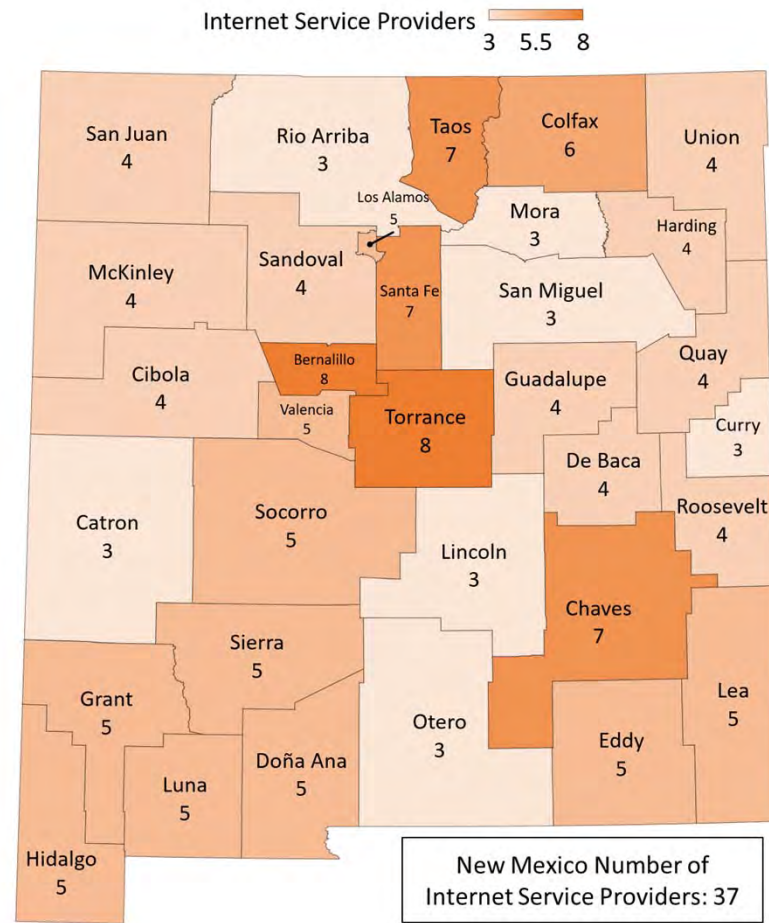 Internet Service Providers
3 5.5 8
San Juan
4
Rio Arriba
3
Taos
7
Colfax
6
Union
4
Los Alamos
5
Mora
3
Harding
4
McKinley
4
Sandoval
4
Santa Fe
7
San Miguel
3
Cibola
4
Bernalillo
8
Valencia
5
Torrance
8
Guadalupe
4
Quay
4
Curry
3
De Baca
4
Roosevelt
4
Catron
3
Socorro
5
Lincoln
3
Chaves
7
Sierra
5
Grant
5
Otero
3
Lea
5
Eddy
5
Doña Ana
5
Luna
5
Hidalgo
5
New Mexico Number of
Internet Service Providers: 37